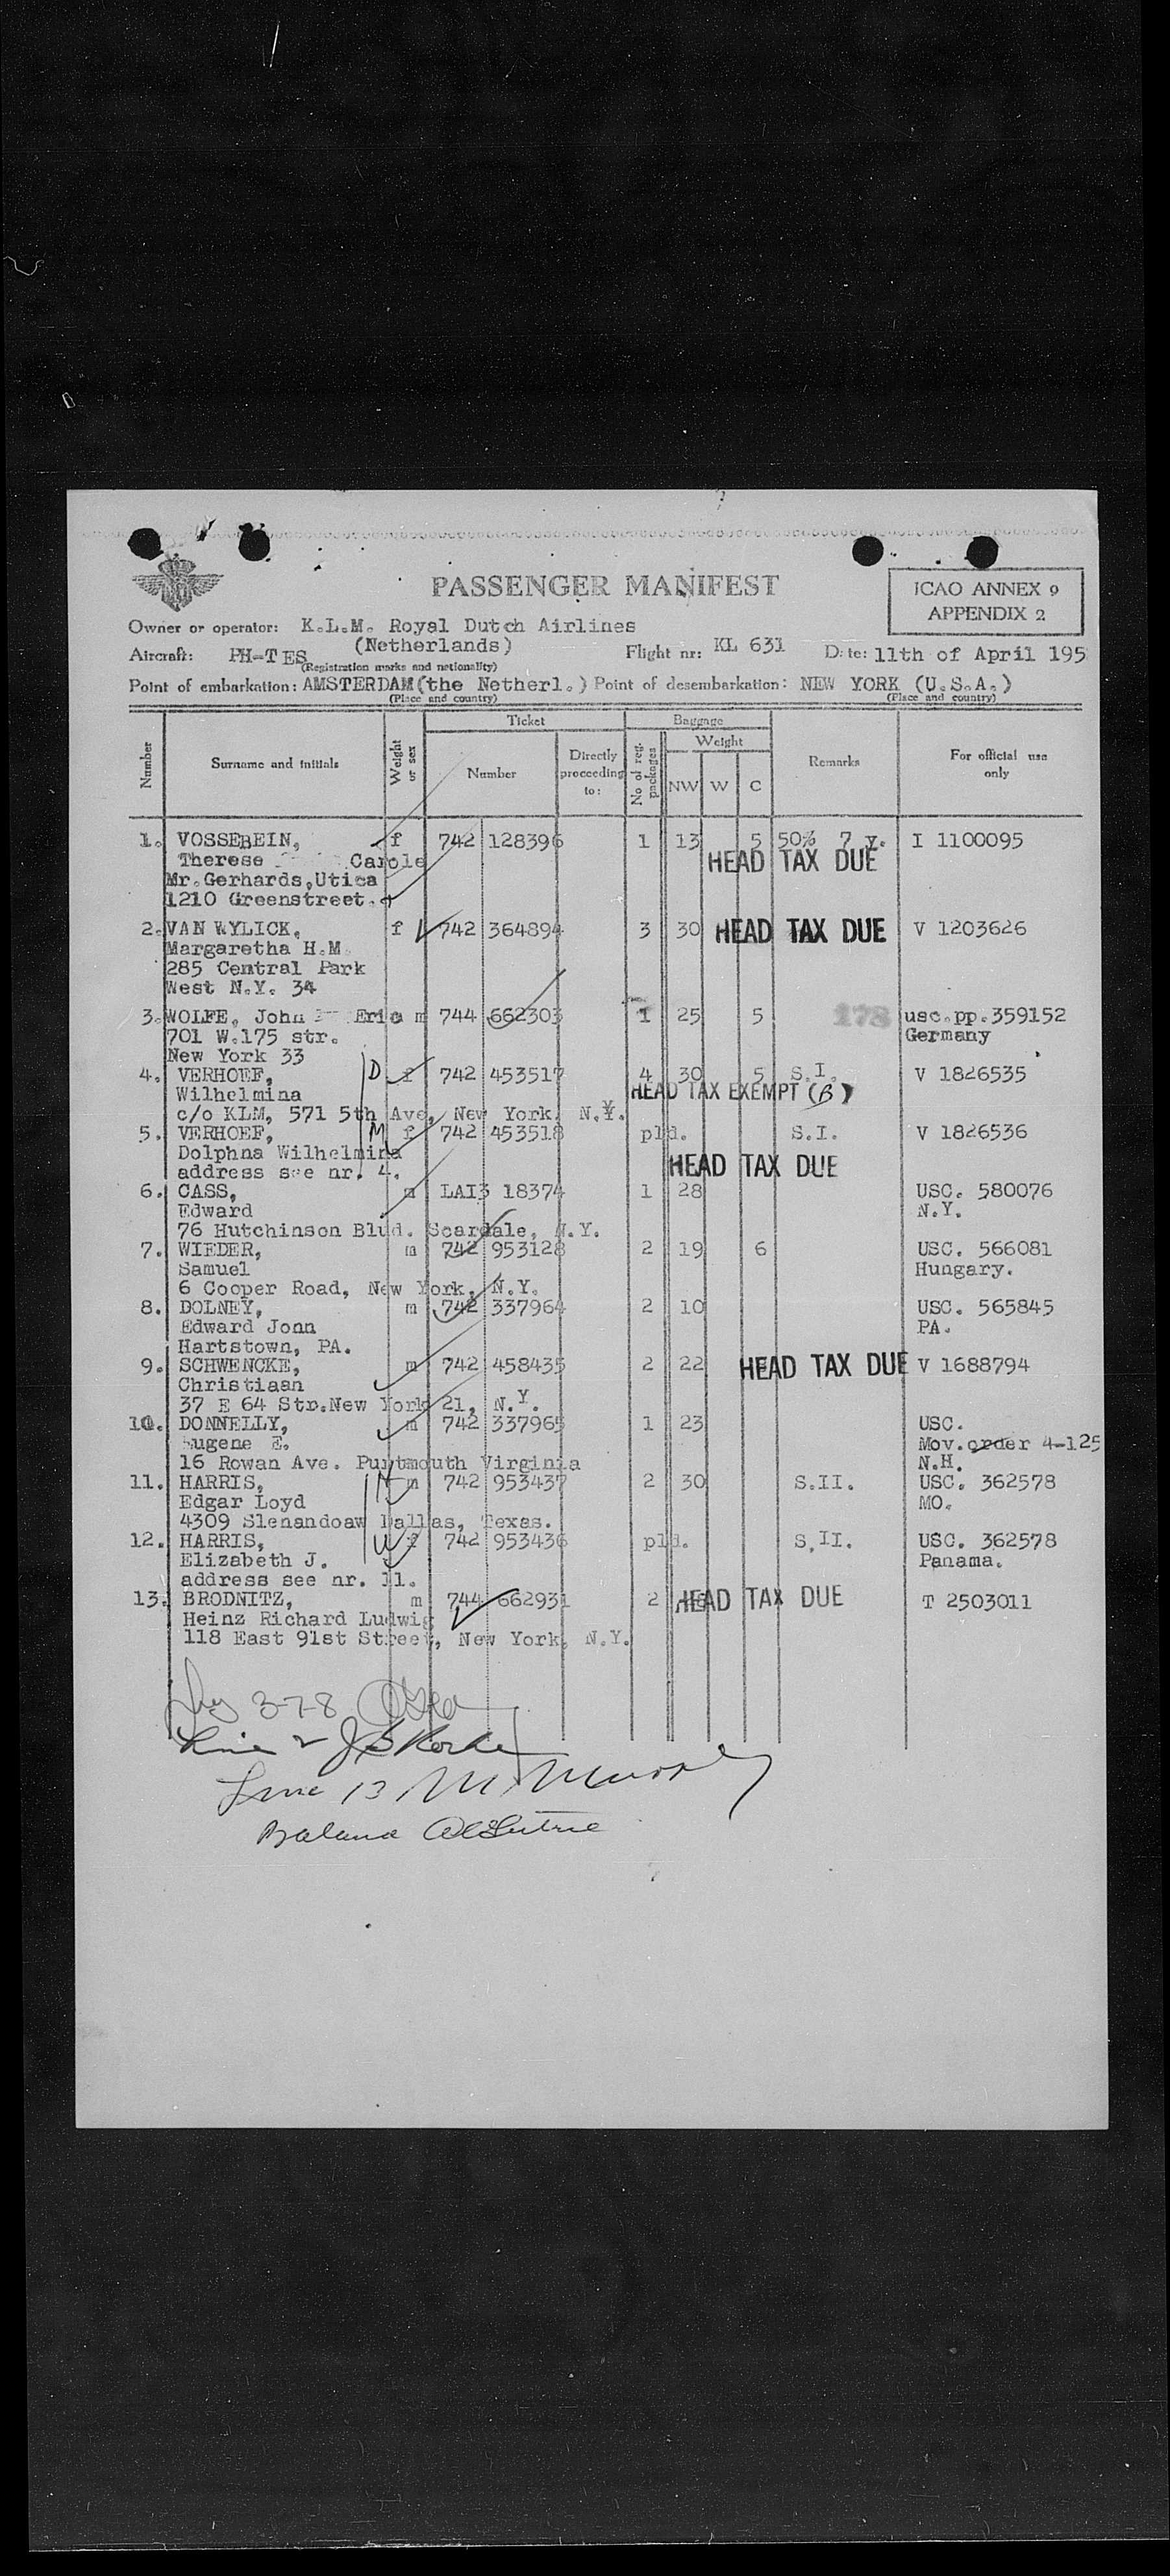 PASSENGER MANIFEST
ICAO ANNEX 9
APPENDIX 2
Owner or operator: K.L.M. Royal Dutch Airlines
(Netherlands)
Aircraft: PH-TES Flight nr: KL 631 Date: 11th of April 195
(Registration marks and nationality)
Point of embarkation: AMSTERDAM(the Netherl.) Point of desembarkation: NEW YORK (U.S.A.)
(Place and country) (Place and country)
Number Surname and initials Weight or sex Ticket Number Directly proceeding to: Baggage No of reg. packages Weight NW W C Remarks For official use only
1. VOSSEBEIN, f 742 128396 1 13 5 50% 7 y. I 1100095
Therese Carole HEAD TAX DUE
Mr.Gerhards,Utica
1210 Greenstreet.
2. VAN WYLICK, f 742 364894 3 30 HEAD TAX DUE V 1203626
Margaretha H.M.
285 Central Park
West N.Y. 34
3. WOLFE, John Eric m 744 662303 1 25 5 178 usc.pp.359152
701 W.175 str. Germany
New York 33
4. VERHOEF, D f 742 453517 4 30 5 S.I. V 1826535
Wilhelmina HEAD TAX EXEMPT (B)
c/o KLM, 571 5th Ave, New York, N.Y.
5. VERHOEF, M f 742 453518 pld. S.I. V 1826536
Dolphna Wilhelmina
address see nr. 4. HEAD TAX DUE
6. CASS, m LAI3 18374 1 28 USC. 580076
Edward N.Y.
76 Hutchinson Blud. Scardale, N.Y.
7. WIEDER, m 742 953128 2 19 6 USC. 566081
Samuel Hungary.
6 Cooper Road, New York, N.Y.
8. DOLNEY, m 742 337964 2 10 USC. 565845
Edward Jonn PA.
Hartstown, PA.
9. SCHWENCKE, m 742 458435 2 22 HEAD TAX DUE V 1688794
Christiaan
37 E 64 Str.New York 21, N.Y.
10. DONNELLY, m 742 337965 1 23 USC.
Eugene E. Mov.order 4-125
16 Rowan Ave. Purtmouth Virginia N.H.
11. HARRIS, H m 742 953437 2 30 S.II. USC. 362578
Edgar Loyd MO.
4309 Slenandoaw Dallas, Texas.
12. HARRIS, W f 742 953436 pld. S.II. USC. 362578
Elizabeth J. Panama.
address see nr. 11.
13. BRODNITZ, m 744 662931 2 HEAD TAX DUE T 2503011
Heinz Richard Ludwig
118 East 91st Street, New York, N.Y.
3-7-8
Line 2
Line 13 M. Murray